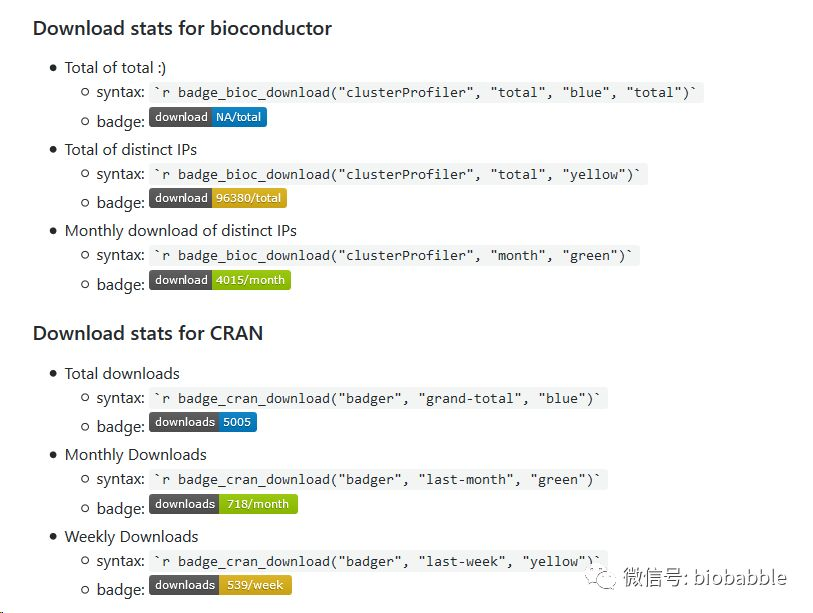 Download stats for bioconductor
Total of total :)
syntax: `r badge_bioc_download("clusterProfiler", "total", "blue", "total")`
badge: download NA/total
Total of distinct IPs
syntax: `r badge_bioc_download("clusterProfiler", "total", "yellow")`
badge: download 96380/total
Monthly download of distinct IPs
syntax: `r badge_bioc_download("clusterProfiler", "month", "green")`
badge: download 4015/month
Download stats for CRAN
Total downloads
syntax: `r badge_cran_download("badger", "grand-total", "blue")`
badge: downloads 5005
Monthly Downloads
syntax: `r badge_cran_download("badger", "last-month", "green")`
badge: downloads 718/month
Weekly Downloads
syntax: `r badge_cran_download("badger", "last-week", "yellow")`
badge: downloads 539/week
微信号: biobabble